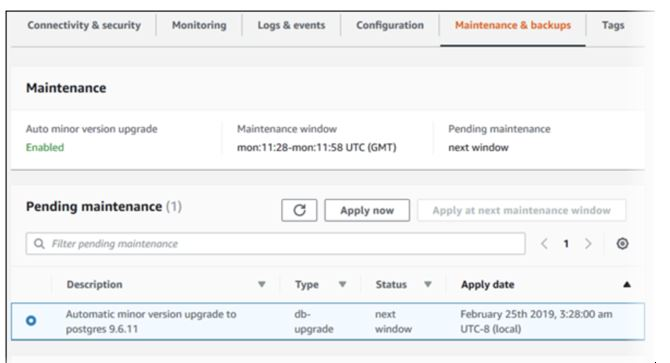 Connectivity & security Monitoring Logs & events Configuration Maintenance & backups Tags
Maintenance
Auto minor version upgrade Maintenance window Pending maintenance
Enabled mon:11:28-mon:11:58 UTC (GMT) next window
Pending maintenance (1) Apply now Apply at next maintenance window
Filter pending maintenance 1
Description Type Status Apply date
Automatic minor version upgrade to db- next February 25th 2019, 3:28:00 am
postgres 9.6.11 upgrade window UTC-8 (local)